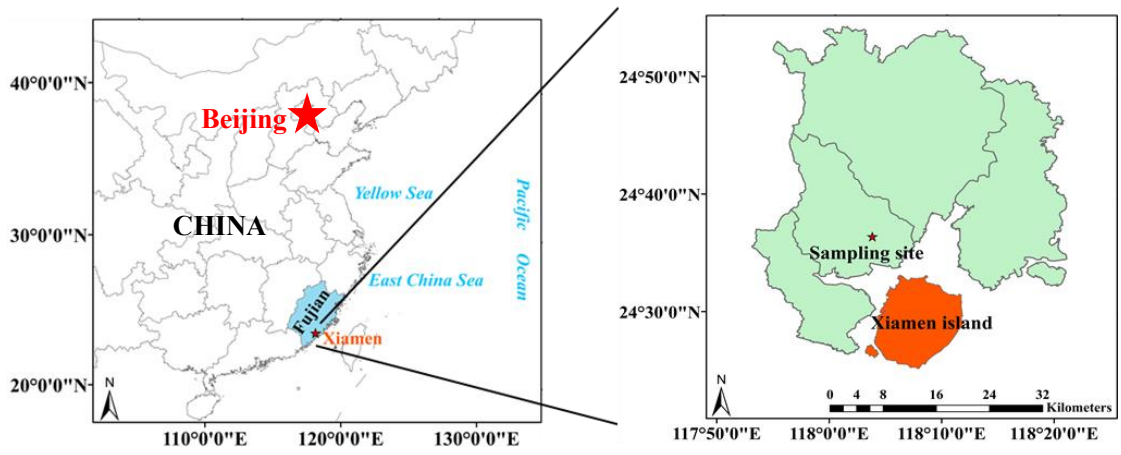 40°0'0"N
Beijing
Yellow Sea
Pacific Ocean
CHINA
30°0'0"N
East China Sea
Fujian
Xiamen
20°0'0"N
N
110°0'0"E
120°0'0"E
130°0'0"E
24°50'0"N
24°40'0"N
Sampling site
24°30'0"N
Xiamen island
N
0 4 8 16 24 32
Kilometers
117°50'0"E
118°0'0"E
118°10'0"E
118°20'0"E